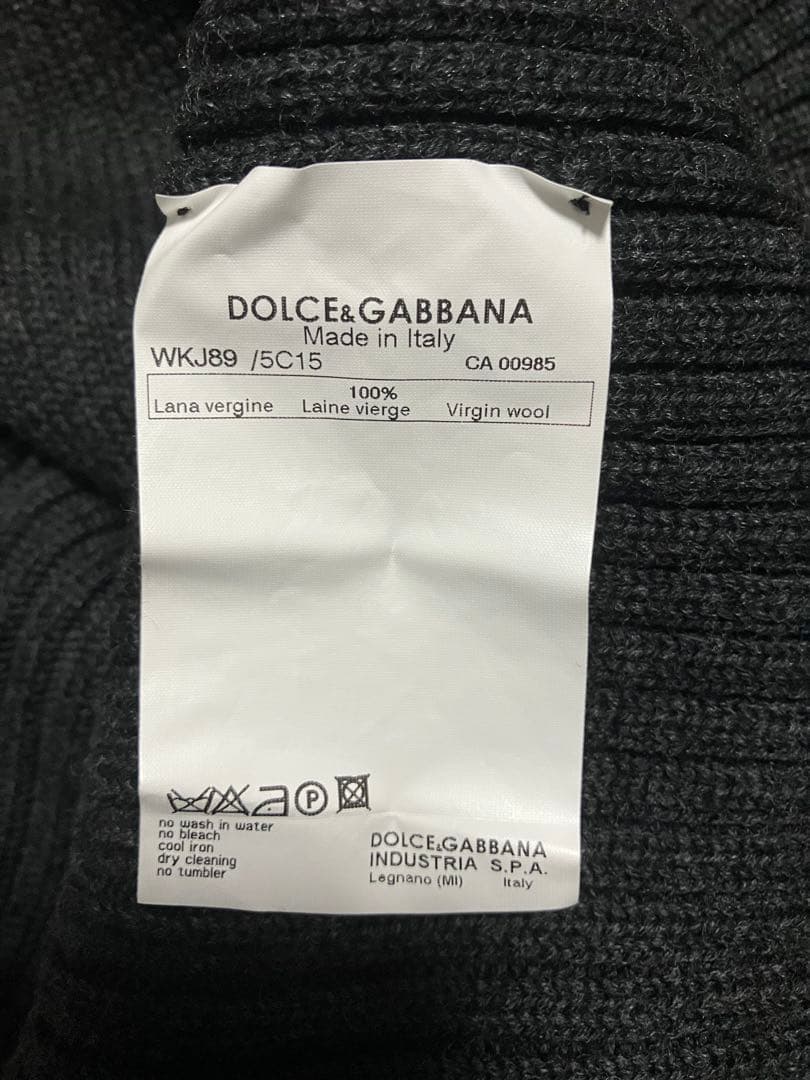 DOLCE&GABBANA
Made in Italy
WKJ89 /5C15 CA 00985
100%
Lana vergine Laine vierge Virgin wool
P
no wash in water
no bleach
cool iron
dry cleaning
no tumbler
DOLCE&GABBANA
INDUSTRIA S.P.A.
Legnano (MI) Italy